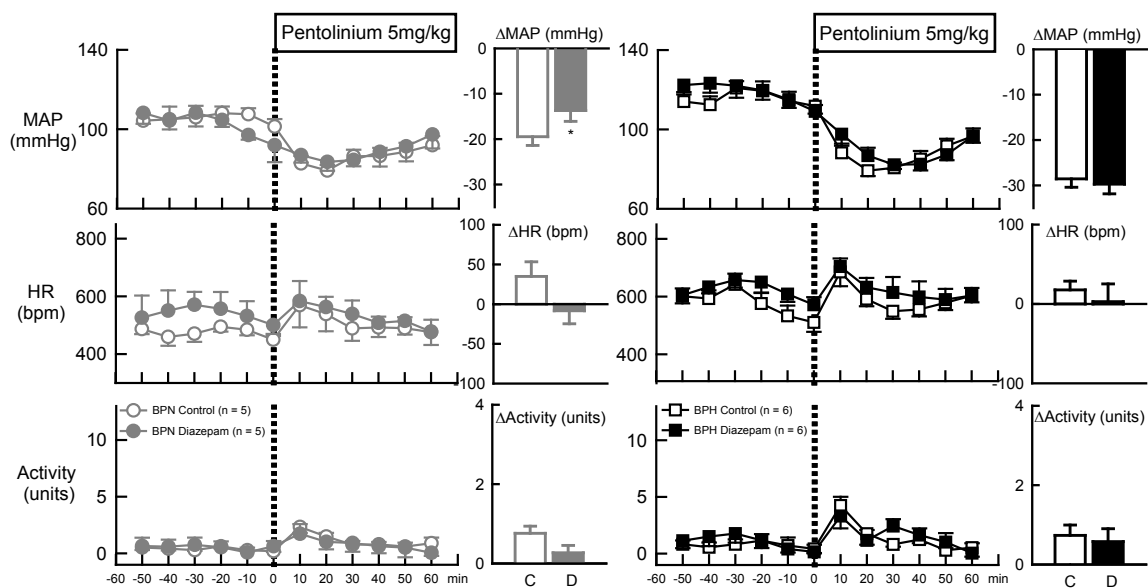 Pentolinium 5mg/kg
ΔMAP (mmHg)
Pentolinium 5mg/kg
ΔMAP (mmHg)
140
100
60
MAP
(mmHg)
0
-10
-20
-30
*
140
100
60
0
-10
-20
-30
800
600
400
HR
(bpm)
ΔHR (bpm)
100
50
0
-50
100
800
600
400
ΔHR (bpm)
100
0
-100
10
5
0
Activity
(units)
BPN Control (n = 5)
BPN Diazepam (n = 5)
ΔActivity (units)
4
2
0
10
5
0
BPH Control (n = 6)
BPH Diazepam (n = 6)
ΔActivity (units)
4
2
0
-60 -50 -40 -30 -20 -10 0 10 20 30 40 50 60 min
C D
-60 -50 -40 -30 -20 -10 0 10 20 30 40 50 60 min
C D